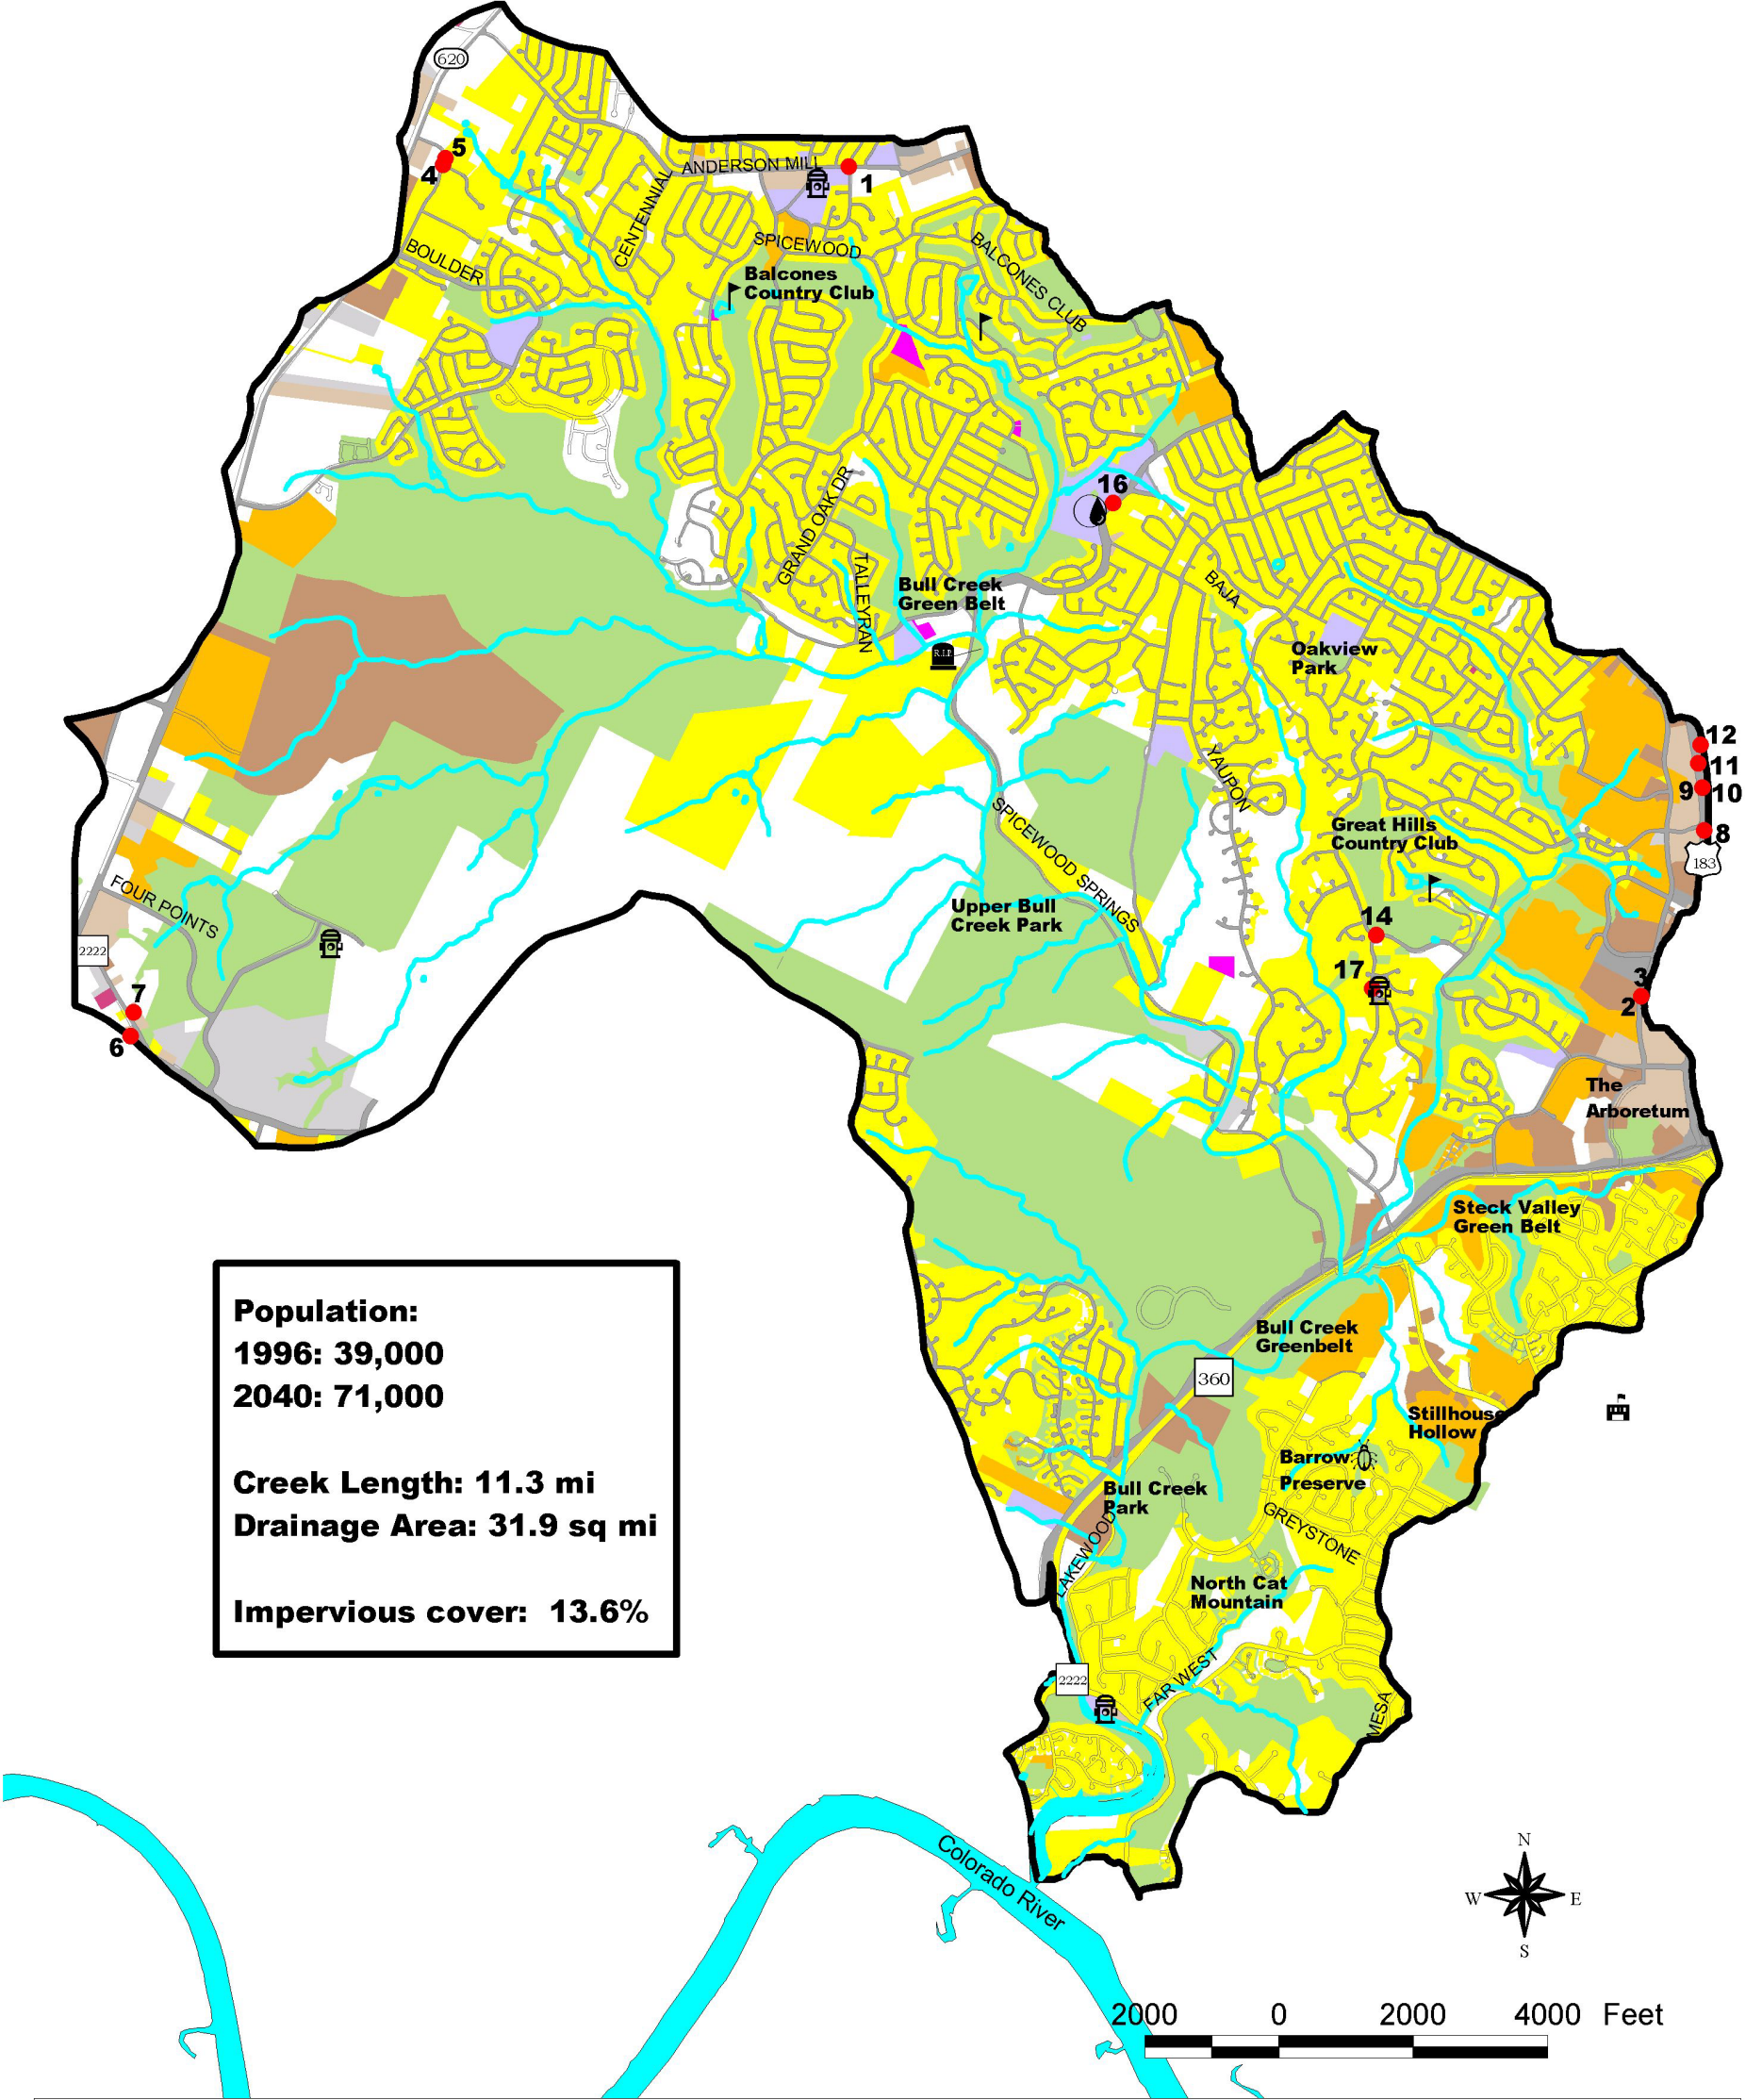 620
5
4
ANDERSON MILL
1
CENTENNIAL
BOULDER
SPICEWOOD
BALCONES CLUB
Balcones
Country Club
16
GRAND OAK DR
TALLEYRAN
Bull Creek
Green Belt
R.I.P.
BAJA
Oakview
Park
12
11
9
10
8
183
YAUPON
SPICEWOOD SPRINGS
Great Hills
Country Club
FOUR POINTS
2222
Upper Bull
Creek Park
14
17
3
2
7
6
The
Arboretum
Steck Valley
Green Belt
Population:
1996: 39,000
2040: 71,000
Creek Length: 11.3 mi
Drainage Area: 31.9 sq mi
Impervious cover: 13.6%
Bull Creek
Greenbelt
360
Stillhouse
Hollow
Barrow
Preserve
Bull Creek
Park
GREYSTONE
LAKEWOOD
North Cat
Mountain
FAR WEST
2222
MESA
Colorado River
N
W
E
S
2000 0 2000 4000 Feet